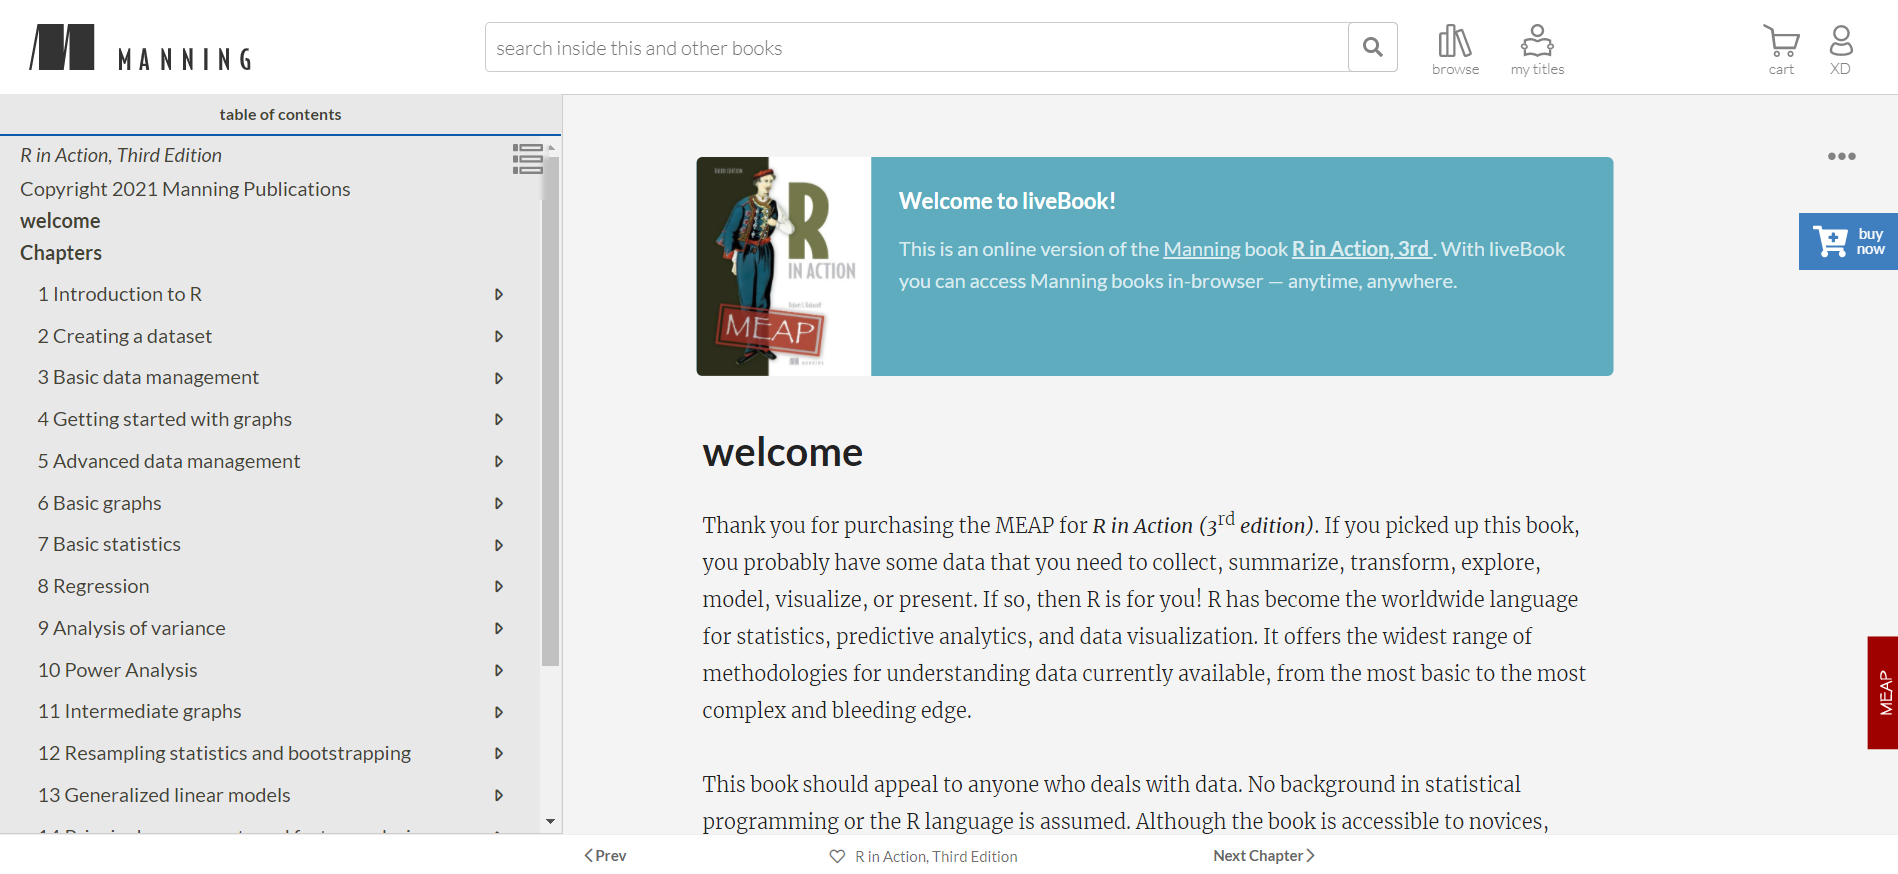 MANNING
search inside this and other books
browse
my titles
cart
XD
table of contents
R in Action, Third Edition
Copyright 2021 Manning Publications
welcome
Chapters
1 Introduction to R
2 Creating a dataset
3 Basic data management
4 Getting started with graphs
5 Advanced data management
6 Basic graphs
7 Basic statistics
8 Regression
9 Analysis of variance
10 Power Analysis
11 Intermediate graphs
12 Resampling statistics and bootstrapping
13 Generalized linear models
THIRD EDITION
R
IN ACTION
Robert I. Kabacoff
MEAP
MANNING
Welcome to liveBook!
This is an online version of the Manning book R in Action, 3rd . With liveBook
you can access Manning books in-browser — anytime, anywhere.
buy
now
welcome
Thank you for purchasing the MEAP for R in Action (3rd edition). If you picked up this book,
you probably have some data that you need to collect, summarize, transform, explore,
model, visualize, or present. If so, then R is for you! R has become the worldwide language
for statistics, predictive analytics, and data visualization. It offers the widest range of
methodologies for understanding data currently available, from the most basic to the most
complex and bleeding edge.
This book should appeal to anyone who deals with data. No background in statistical
programming or the R language is assumed. Although the book is accessible to novices,
MEAP
Prev
R in Action, Third Edition
Next Chapter